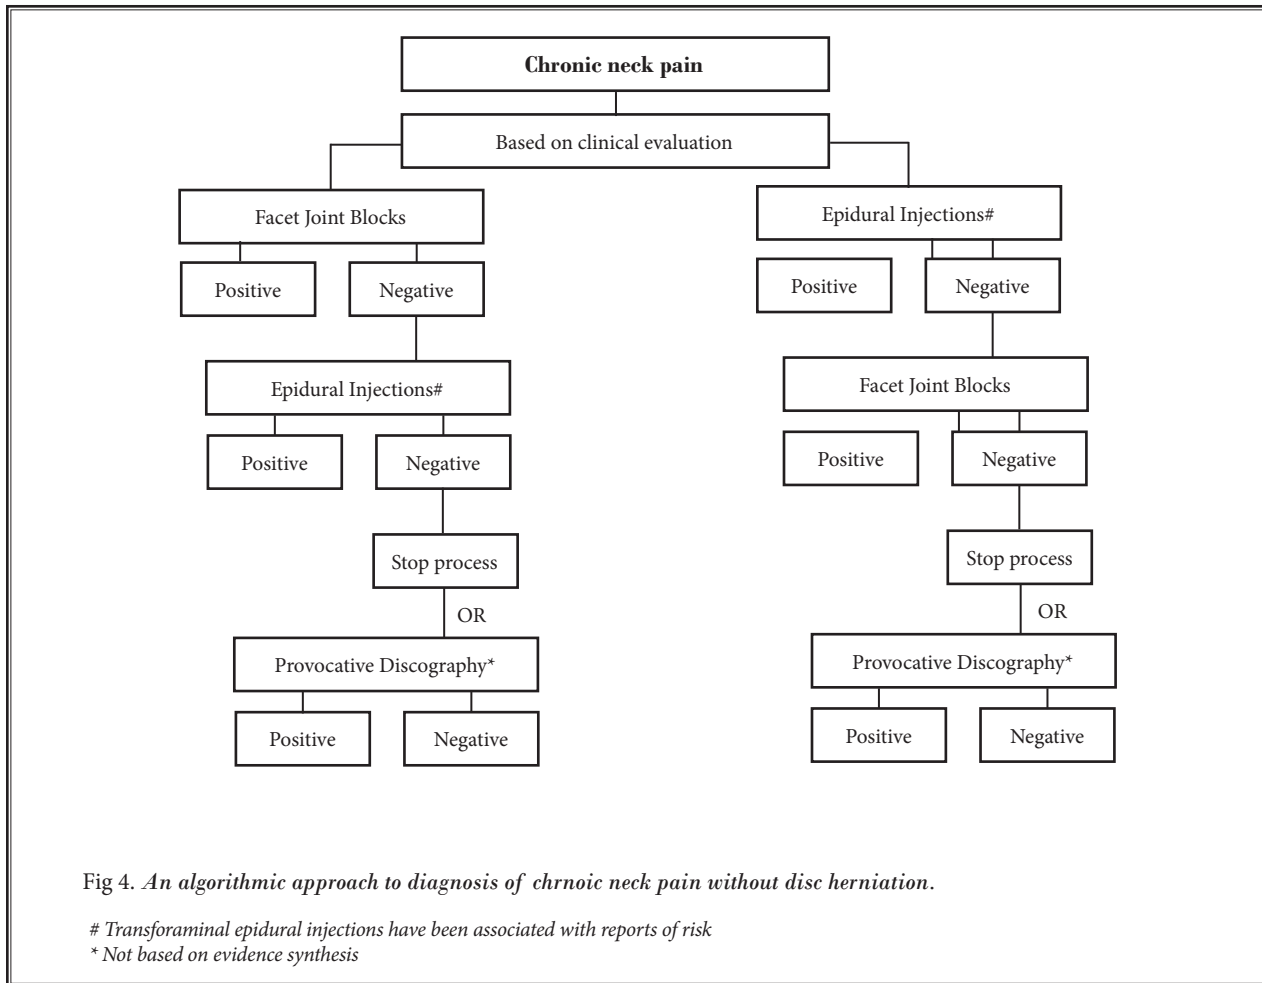 Chronic neck pain
Based on clinical evaluation
Facet Joint Blocks
Epidural Injections#
Positive
Negative
Positive
Negative
Epidural Injections#
Facet Joint Blocks
Positive
Negative
Positive
Negative
Stop process
Stop process
OR
OR
Provocative Discography*
Provocative Discography*
Positive
Negative
Positive
Negative
Fig 4. An algorithmic approach to diagnosis of chrnoic neck pain without disc herniation.
# Transforaminal epidural injections have been associated with reports of risk
* Not based on evidence synthesis